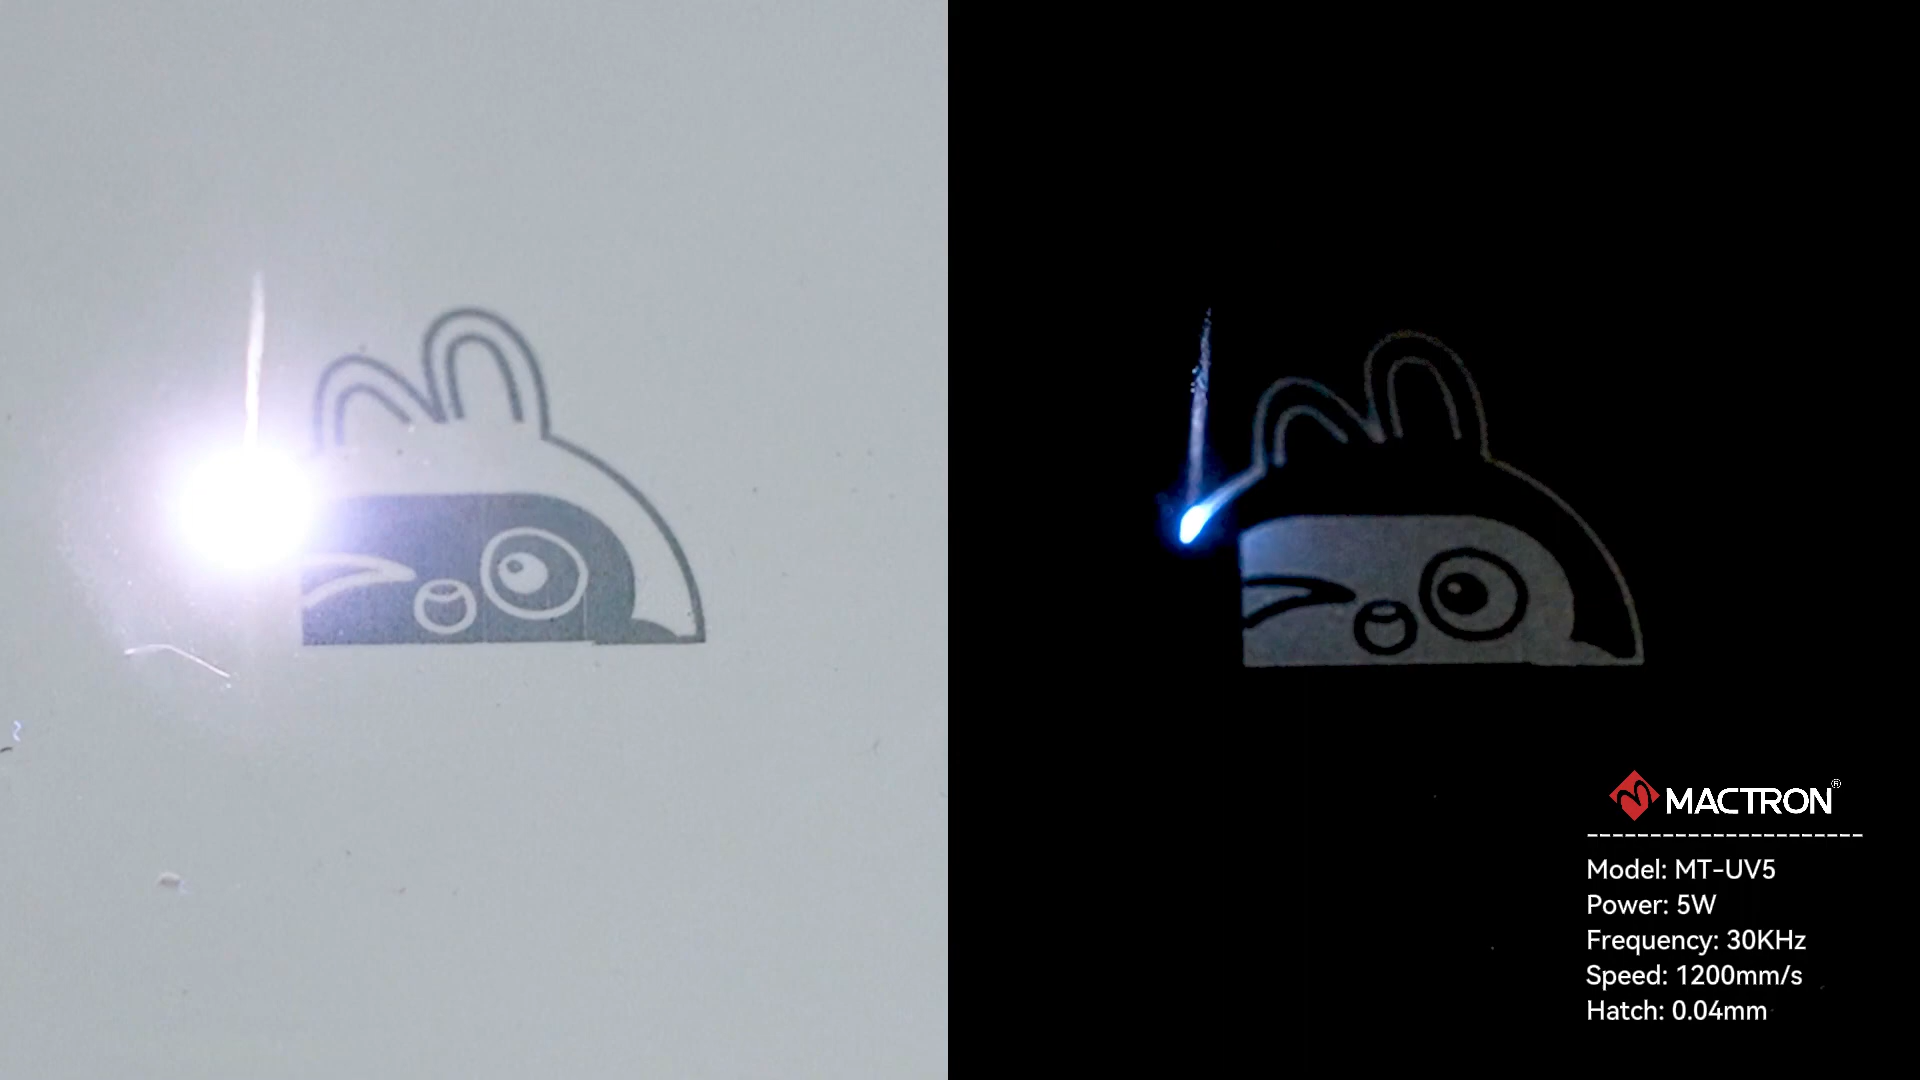 MACTRON®
----------------------
Model: MT-UV5
Power: 5W
Frequency: 30KHz
Speed: 1200mm/s
Hatch: 0.04mm